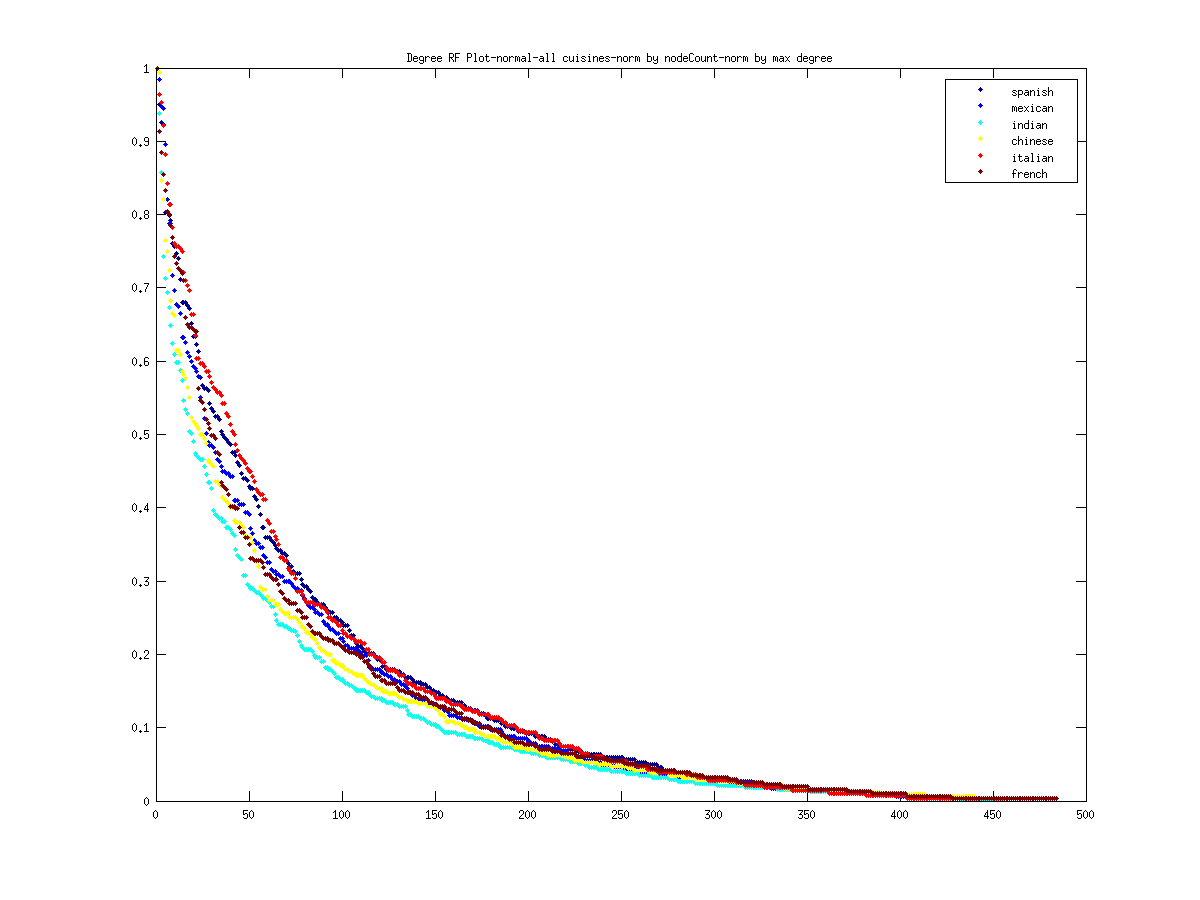 Degree RF Plot-normal-all cuisines-norm by nodeCount-norm by max degree
1
0.9
0.8
0.7
0.6
0.5
0.4
0.3
0.2
0.1
0
spanish
mexican
indian
chinese
italian
french
0 50 100 150 200 250 300 350 400 450 500